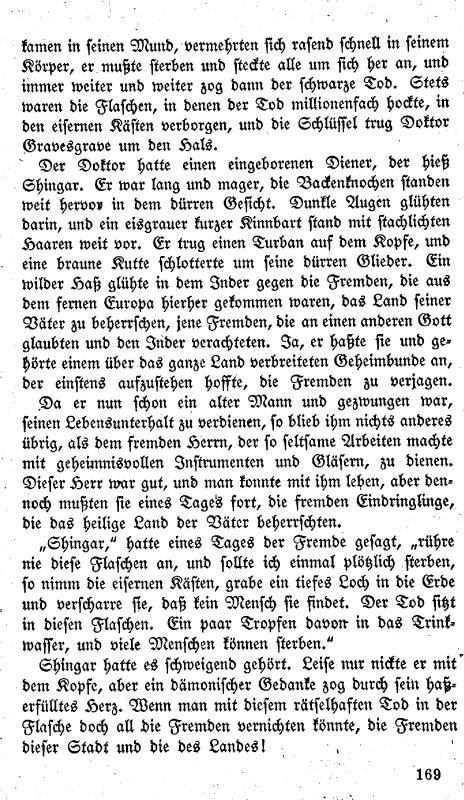 kamen in seinen Mund, vermehrten sich rasend schnell in seinem
Körper, er mußte sterben und steckte alle um sich her an, und
immer weiter und weiter zog dann der schwarze Tod. Stets
waren die Flaschen, in denen der Tod millionenfach hockte, in
den eisernen Kästen verborgen, und die Schlüssel trug Doktor
Gravesgrave um den Hals.
Der Doktor hatte einen eingeborenen Diener, der hieß
Shingar. Er war lang und mager, die Backenknochen standen
weit hervor in dem dürren Gesicht. Dunkle Augen glühten
darin, und ein eisgrauer kurzer Kinnbart stand mit stachlichten
Haaren weit vor. Er trug einen Turban auf dem Kopfe, und
eine braune Kutte schlotterte um seine dürren Glieder. Ein
wilder Haß glühte in dem Inder gegen die Fremden, die aus
dem fernen Europa hierher gekommen waren, das Land seiner
Väter zu beherrschen, jene Fremden, die an einen anderen Gott
glaubten und den Inder verachteten. Ja, er haßte sie und ge-
hörte einem über das ganze Land verbreiteten Geheimbunde an,
der einstens aufzustehen hoffte, die Fremden zu verjagen.
Da er nun schon ein alter Mann und gezwungen war,
seinen Lebensunterhalt zu verdienen, so blieb ihm nichts anderes
übrig, als dem fremden Herrn, der so seltsame Arbeiten machte
mit geheimnisvollen Instrumenten und Gläsern, zu dienen.
Dieser Herr war gut, und man konnte mit ihm leben, aber den-
noch mußten sie eines Tages fort, die fremden Eindringlinge,
die das heilige Land der Väter beherrschten.
„Shingar,“ hatte eines Tages der Fremde gesagt, „rühre
nie diese Flaschen an, und sollte ich einmal plötzlich sterben,
so nimm die eisernen Kästen, grabe ein tiefes Loch in die Erde
und verscharre sie, daß kein Mensch sie findet. Der Tod sitzt
in diesen Flaschen. Ein paar Tropfen davon in das Trink-
wasser, und viele Menschen können sterben.“
Shingar hatte es schweigend gehört. Leise nur nickte er mit
dem Kopfe, aber ein dämonischer Gedanke zog durch sein haß-
erfülltes Herz. Wenn man mit diesem rätselhaften Tod in der
Flasche doch all die Fremden vernichten könnte, die Fremden
dieser Stadt und die des Landes!
169